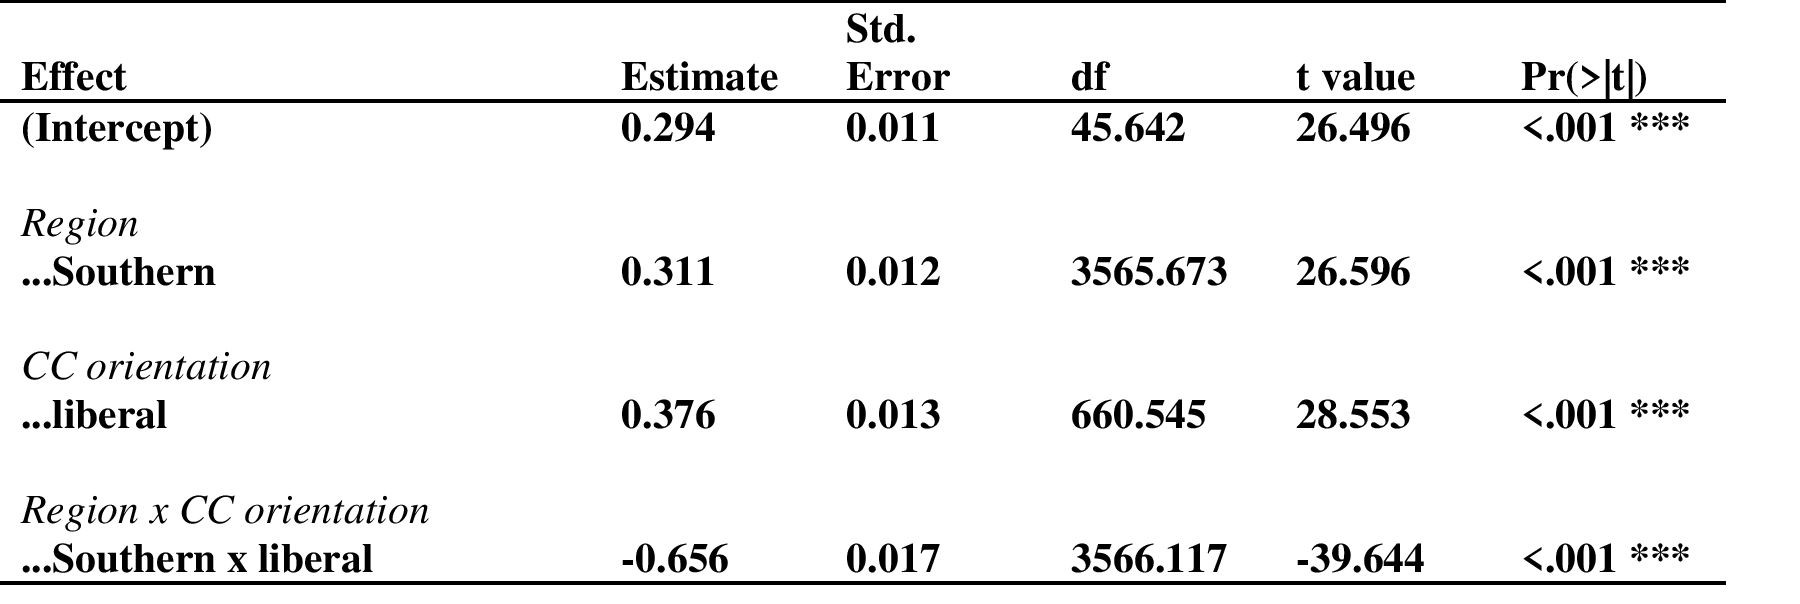 Std.
Effect Estimate Error df t value Pr(>|t|)
(Intercept) 0.294 0.011 45.642 26.496 <.001 ***
Region
...Southern 0.311 0.012 3565.673 26.596 <.001 ***
CC orientation
...liberal 0.376 0.013 660.545 28.553 <.001 ***
Region x CC orientation
...Southern x liberal -0.656 0.017 3566.117 -39.644 <.001 ***